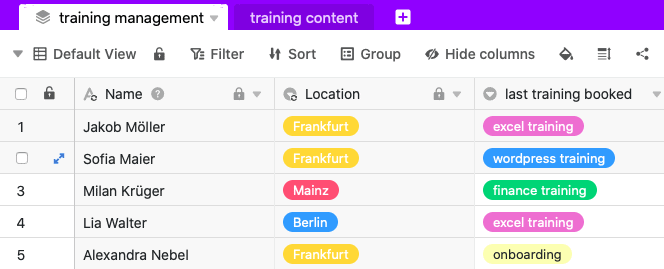 training management training content
Default View Filter Sort Group Hide columns
Name Location last training booked
1 Jakob Möller Frankfurt excel training
Sofia Maier Frankfurt wordpress training
3 Milan Krüger Mainz finance training
4 Lia Walter Berlin excel training
5 Alexandra Nebel Frankfurt onboarding